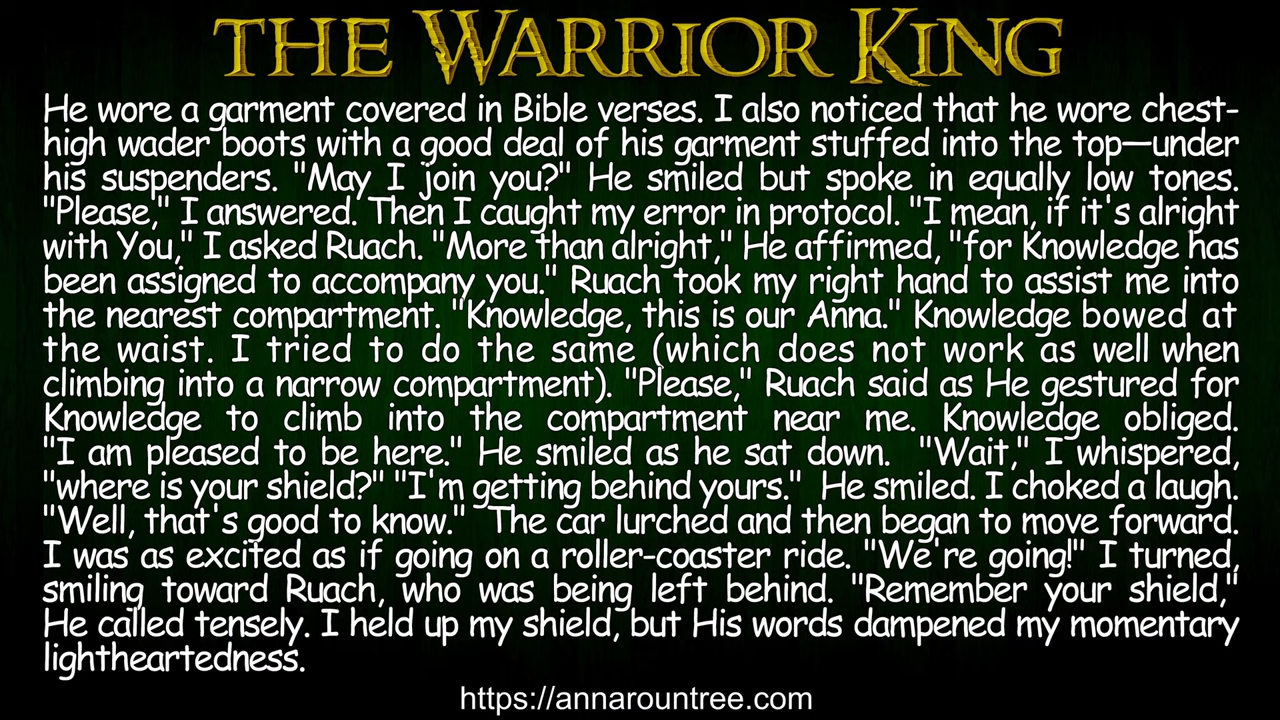 THE WARRIOR KING
He wore a garment covered in Bible verses. I also noticed that he wore chest-
high wader boots with a good deal of his garment stuffed into the top—under
his suspenders. "May I join you?" He smiled but spoke in equally low tones.
"Please," I answered. Then I caught my error in protocol. "I mean, if it's alright
with You," I asked Ruach. "More than alright," He affirmed, "for Knowledge has
been assigned to accompany you." Ruach took my right hand to assist me into
the nearest compartment. "Knowledge, this is our Anna." Knowledge bowed at
the waist. I tried to do the same (which does not work as well when
climbing into a narrow compartment). "Please," Ruach said as He gestured for
Knowledge to climb into the compartment near me. Knowledge obliged.
"I am pleased to be here." He smiled as he sat down. "Wait," I whispered,
"where is your shield?" "I'm getting behind yours." He smiled. I choked a laugh.
"Well, that's good to know." The car lurched and then began to move forward.
I was as excited as if going on a roller-coaster ride. "We're going!" I turned,
smiling toward Ruach, who was being left behind. "Remember your shield,"
He called tensely. I held up my shield, but His words dampened my momentary
lightheartedness.
https://annarountree.com